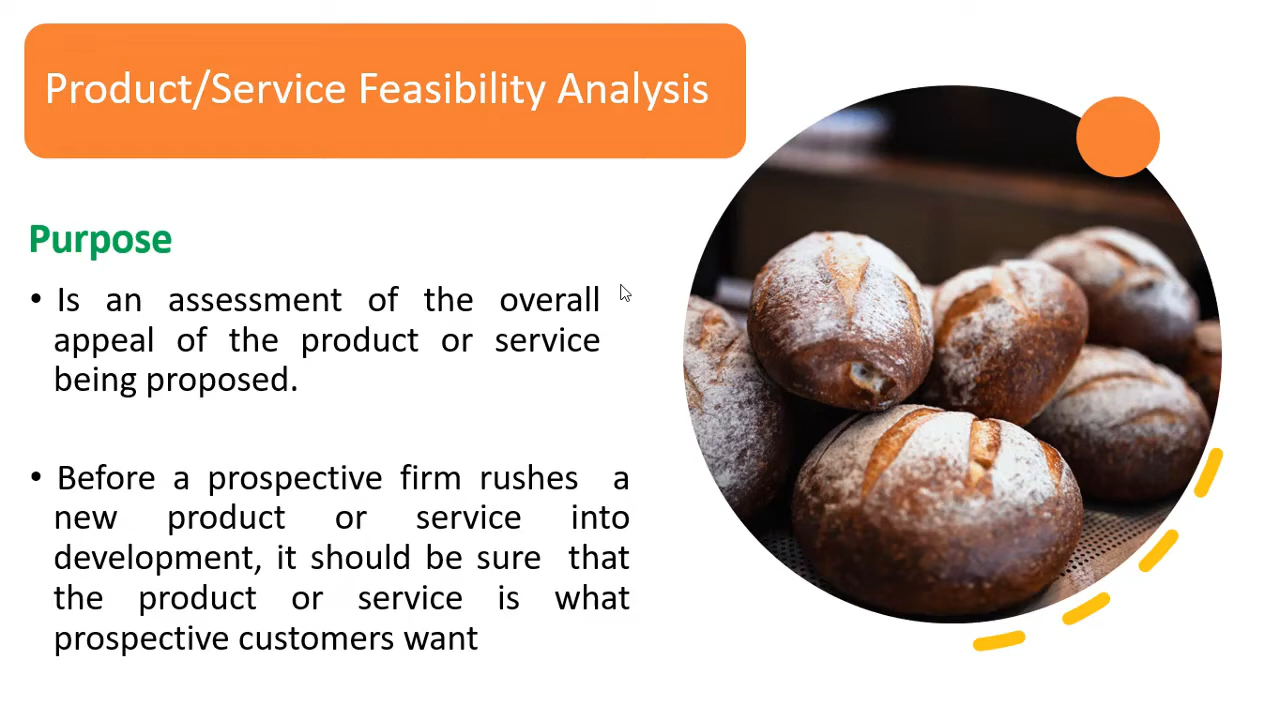 Product/Service Feasibility Analysis
Purpose
• Is an assessment of the overall
appeal of the product or service
being proposed.
• Before a prospective firm rushes a
new product or service into
development, it should be sure that
the product or service is what
prospective customers want